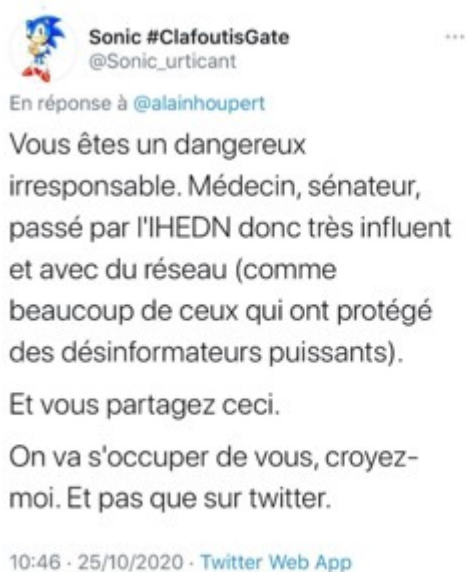 Sonic #ClafoutisGate
@Sonic_urticant
En réponse à @alainhoupert
Vous êtes un dangereux
irresponsable. Médecin, sénateur,
passé par l'IHEDN donc très influent
et avec du réseau (comme
beaucoup de ceux qui ont protégé
des désinformateurs puissants).
Et vous partagez ceci.
On va s'occuper de vous, croyez-
moi. Et pas que sur twitter.
10:46 · 25/10/2020 · Twitter Web App